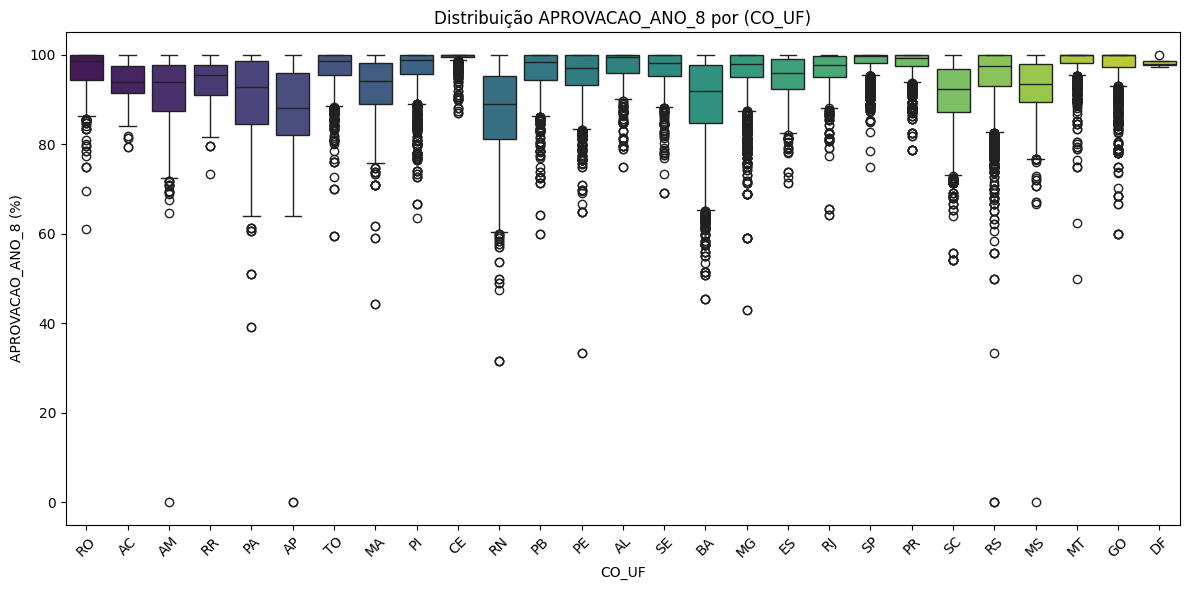 Distribuição APROVACAO_ANO_8 por (CO_UF)
APROVACAO_ANO_8 (%)
100
80
60
40
20
0
RO AC AM RR PA AP TO MA PI CE RN PB PE AL SE BA MG ES RJ SP PR SC RS MS MT GO DF
CO_UF